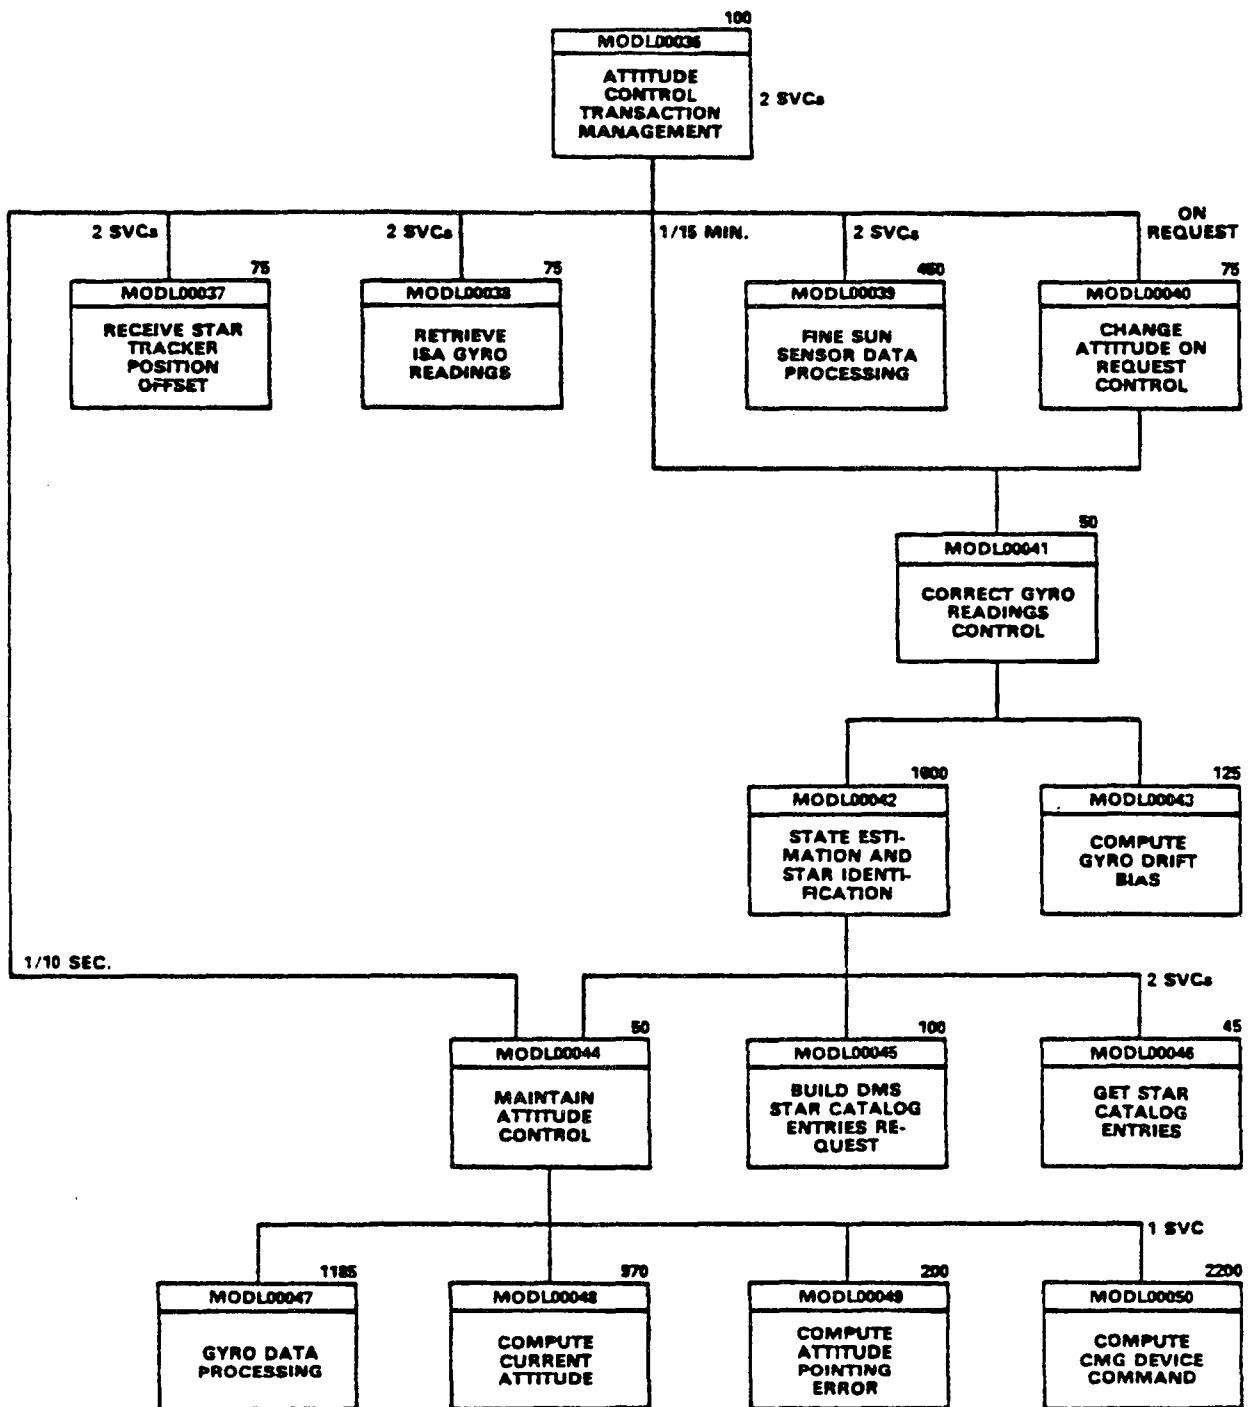 100
MODL00036
ATTITUDE
CONTROL
TRANSACTION
MANAGEMENT
2 SVCs
2 SVCs
2 SVCs
1/15 MIN.
2 SVCs
ON
REQUEST
75
MODL00037
RECEIVE STAR
TRACKER
POSITION
OFFSET
75
MODL00038
RETRIEVE
ISA GYRO
READINGS
MODL00039
FINE SUN
SENSOR DATA
PROCESSING
75
MODL00040
CHANGE
ATTITUDE ON
REQUEST
CONTROL
50
MODL00041
CORRECT GYRO
READINGS
CONTROL
MODL00042
STATE ESTI-
MATION AND
STAR IDENTI-
FICATION
125
MODL00043
COMPUTE
GYRO DRIFT
BIAS
1/10 SEC.
2 SVCs
50
MODL00044
MAINTAIN
ATTITUDE
CONTROL
100
MODL00045
BUILD DMS
STAR CATALOG
ENTRIES RE-
QUEST
45
MODL00046
GET STAR
CATALOG
ENTRIES
1 SVC
1185
MODL00047
GYRO DATA
PROCESSING
970
MODL00048
COMPUTE
CURRENT
ATTITUDE
200
MODL00049
COMPUTE
ATTITUDE
POINTING
ERROR
2200
MODL00050
COMPUTE
CMG DEVICE
COMMAND